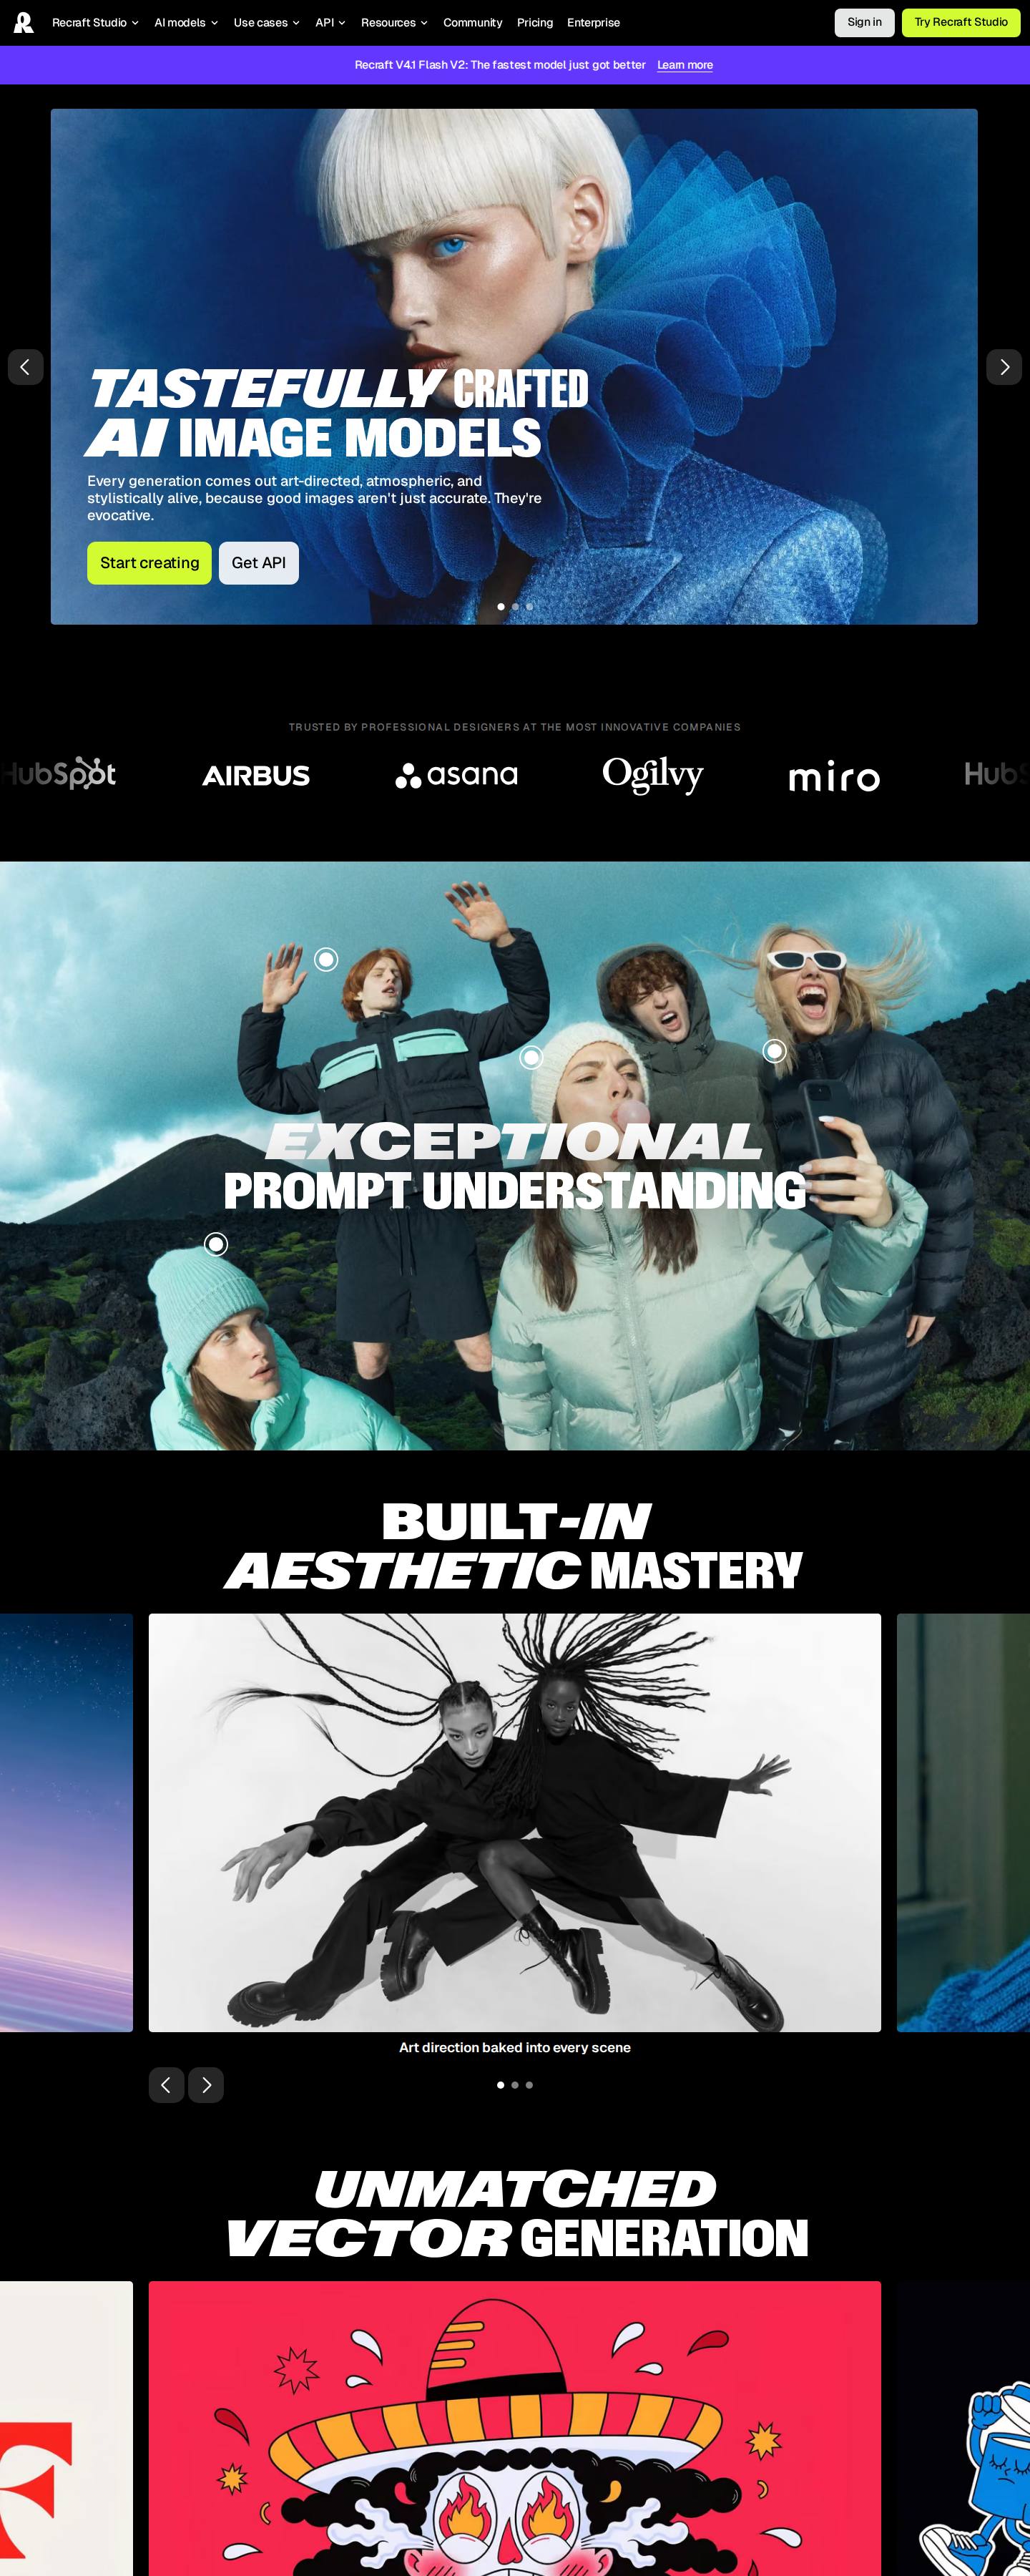 Recraft Studio AI models Use cases API Resources Community Pricing Enterprise Sign in Try Recraft Studio
Recraft V4.1 Flash V2: The fastest model just got better Learn more
TASTEFULLY CRAFTED
AI IMAGE MODELS
Every generation comes out art-directed, atmospheric, and
stylistically alive, because good images aren't just accurate. They're
evocative.
Start creating Get API
TRUSTED BY PROFESSIONAL DESIGNERS AT THE MOST INNOVATIVE COMPANIES
HubSpot AIRBUS asana Ogilvy miro HubS
EXCEPTIONAL
PROMPT UNDERSTANDING
BUILT-IN
AESTHETIC MASTERY
Art direction baked into every scene
UNMATCHED
VECTOR GENERATION